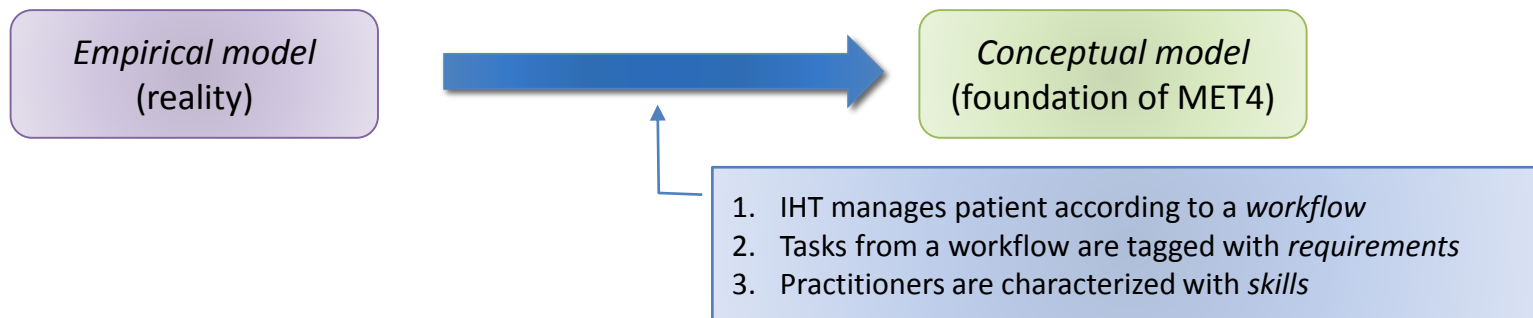 Empirical model
(reality)
Conceptual model
(foundation of MET4)
1. IHT manages patient according to a workflow
2. Tasks from a workflow are tagged with requirements
3. Practitioners are characterized with skills